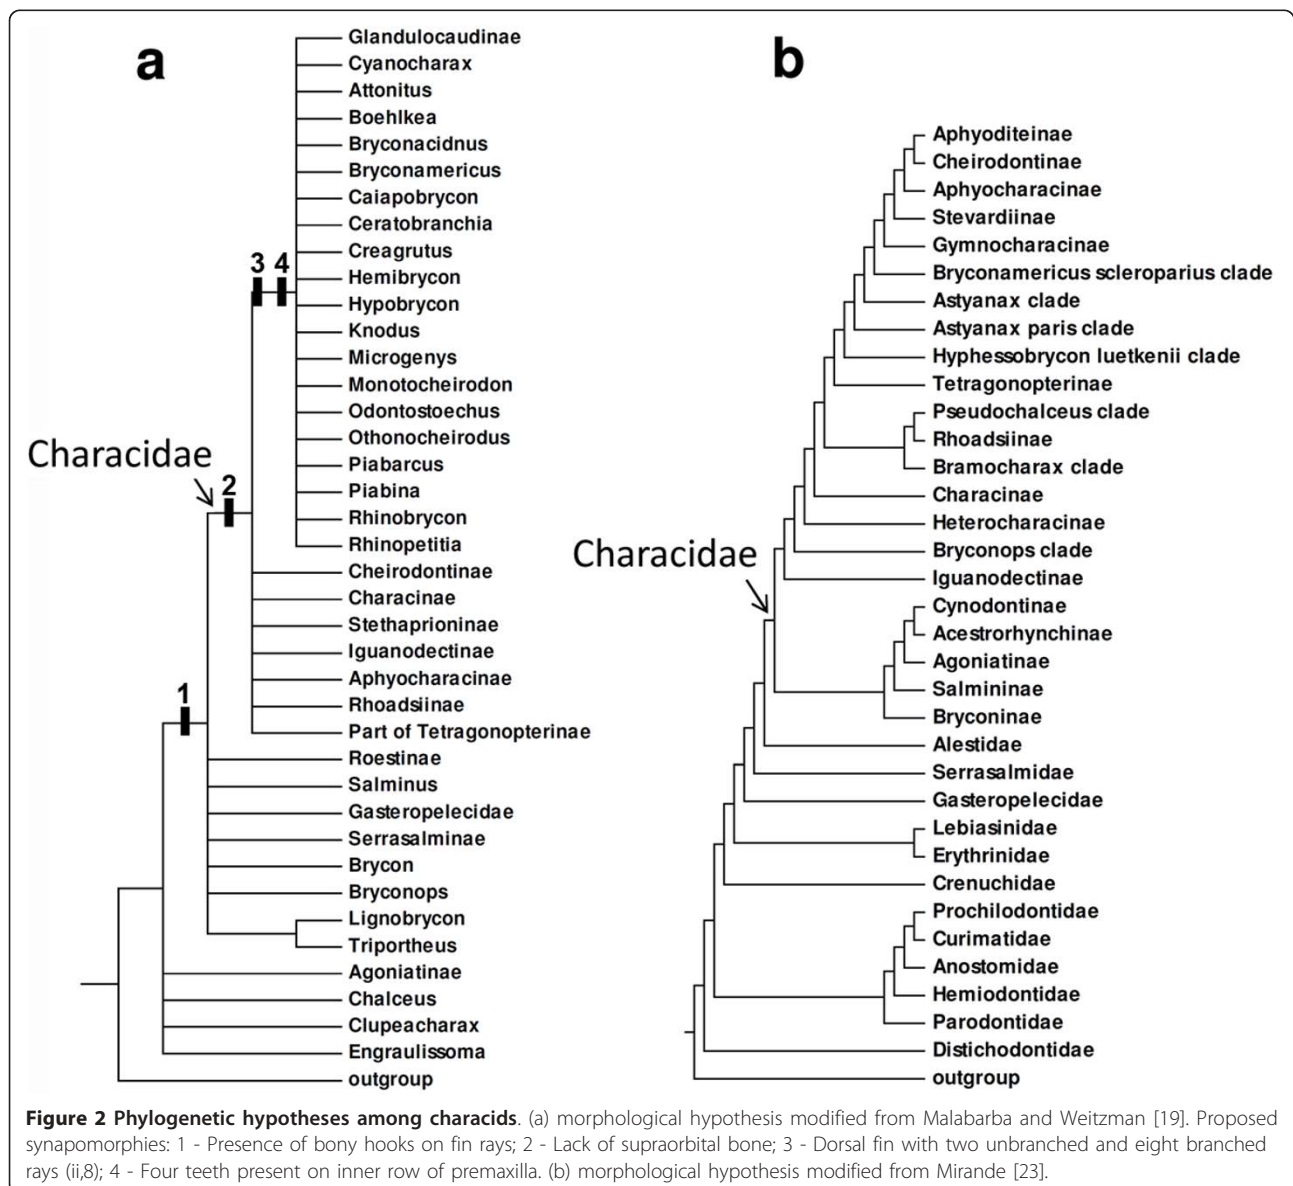 a
Glandulocaudinae
Cyanocharax
Attonitus
Boehlkea
Bryconacidnus
Bryconamericus
Caiapobrycon
Ceratobranchia
Creagrutus
3 4
Hemibrycon
Hypobrycon
Knodus
Microgenys
Monotocheirodon
Odontostoechus
Othonocheirodus
Characidae
Piabarcus
2
Piabina
Rhinobrycon
Rhinopetitia
Cheirodontinae
Characinae
Stethaprioninae
Iguanodectinae
Aphyocharacinae
1
Rhoadsiinae
Part of Tetragonopterinae
Roestinae
Salminus
Gasteropelecidae
Serrasalminae
Brycon
Bryconops
Lignobrycon
Triportheus
Agoniatinae
Chalceus
Clupeacharax
Engraulissoma
outgroup
b
Aphyoditeinae
Cheirodontinae
Aphyocharacinae
Stevardiinae
Gymnocharacinae
Bryconamericus scleroparius clade
Astyanax clade
Astyanax paris clade
Hyphessobrycon luetkenii clade
Tetragonopterinae
Pseudochalceus clade
Rhoadsiinae
Bramocharax clade
Characinae
Heterocharacinae
Characidae
Bryconops clade
Iguanodectinae
Cynodontinae
Acestrorhynchinae
Agoniatinae
Salmininae
Bryconinae
Alestidae
Serrasalmidae
Gasteropelecidae
Lebiasinidae
Erythrinidae
Crenuchidae
Prochilodontidae
Curimatidae
Anostomidae
Hemiodontidae
Parodontidae
Distichodontidae
outgroup
Figure 2 Phylogenetic hypotheses among characids. (a) morphological hypothesis modified from Malabarba and Weitzman [19]. Proposed
synapomorphies: 1 - Presence of bony hooks on fin rays; 2 - Lack of supraorbital bone; 3 - Dorsal fin with two unbranched and eight branched
rays (ii,8); 4 - Four teeth present on inner row of premaxilla. (b) morphological hypothesis modified from Mirande [23].